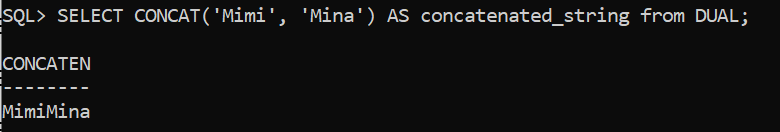 SQL> SELECT CONCAT('Mimi', 'Mina') AS concatenated_string from DUAL;
CONCATEN
--------
MimiMina